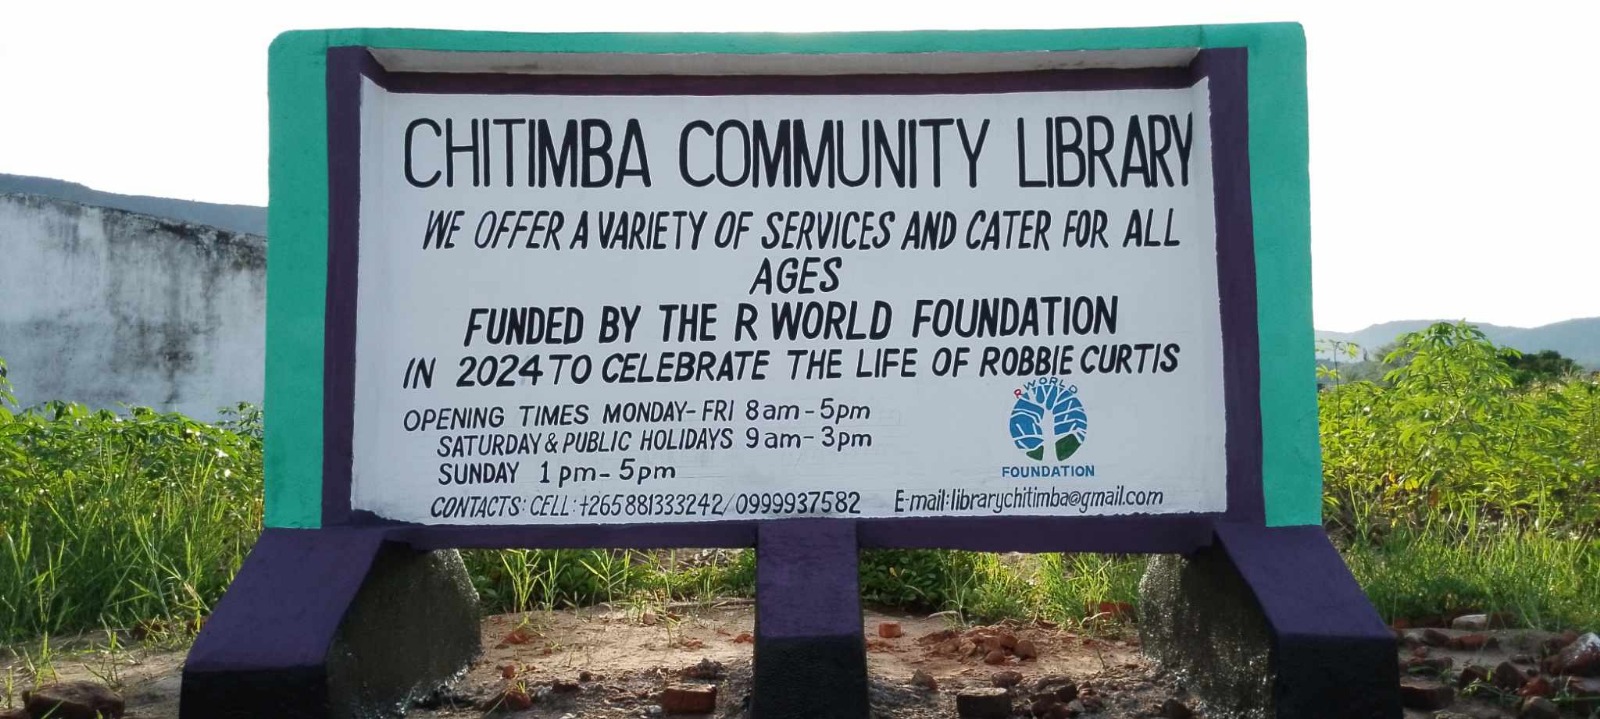 CHITIMBA COMMUNITY LIBRARY
WE OFFER A VARIETY OF SERVICES AND CATER FOR ALL
AGES
FUNDED BY THE R WORLD FOUNDATION
IN 2024 TO CELEBRATE THE LIFE OF ROBBIE CURTIS
OPENING TIMES MONDAY-FRI 8am-5pm
SATURDAY & PUBLIC HOLIDAYS 9am-3pm
SUNDAY 1pm-5pm
R WORLD
FOUNDATION
CONTACTS: CELL: +265881333242/0999937582 E-mail:librarychitimba@gmail.com